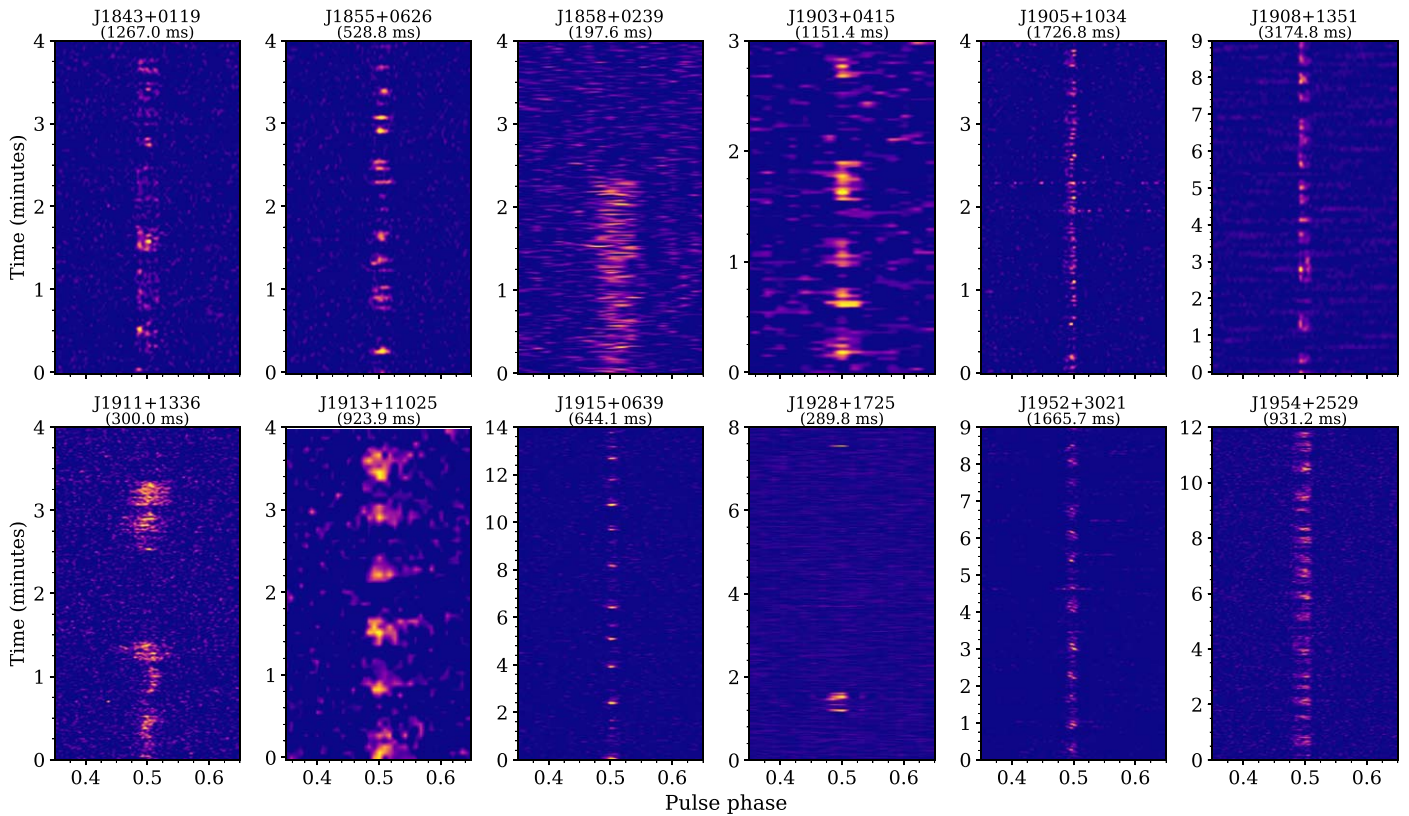 J1843+0119 J1855+0626 J1858+0239 J1903+0415 J1905+1034 J1908+1351
(1267.0 ms) (528.8 ms) (197.6 ms) (1151.4 ms) (1726.8 ms) (3174.8 ms)
4 4 4 3 4 9
8
3 3 3 3 7
2 6
2 2 2 2 5
4
1 1 1 1 1 3
2
1
0 0 0 0 0 0
Time (minutes)
J1911+1336 J1913+11025 J1915+0639 J1928+1725 J1952+3021 J1954+2529
(300.0 ms) (923.9 ms) (644.1 ms) (289.8 ms) (1665.7 ms) (931.2 ms)
4 4 14 8 9 12
12 8
3 3 10 6 7 10
6 8
2 2 8 4 5 6
6 4
1 1 4 2 3 4
2 2 2
1
0 0 0 0 0 0
Time (minutes)
0.4 0.5 0.6 0.4 0.5 0.6 0.4 0.5 0.6 0.4 0.5 0.6 0.4 0.5 0.6 0.4 0.5 0.6
Pulse phase